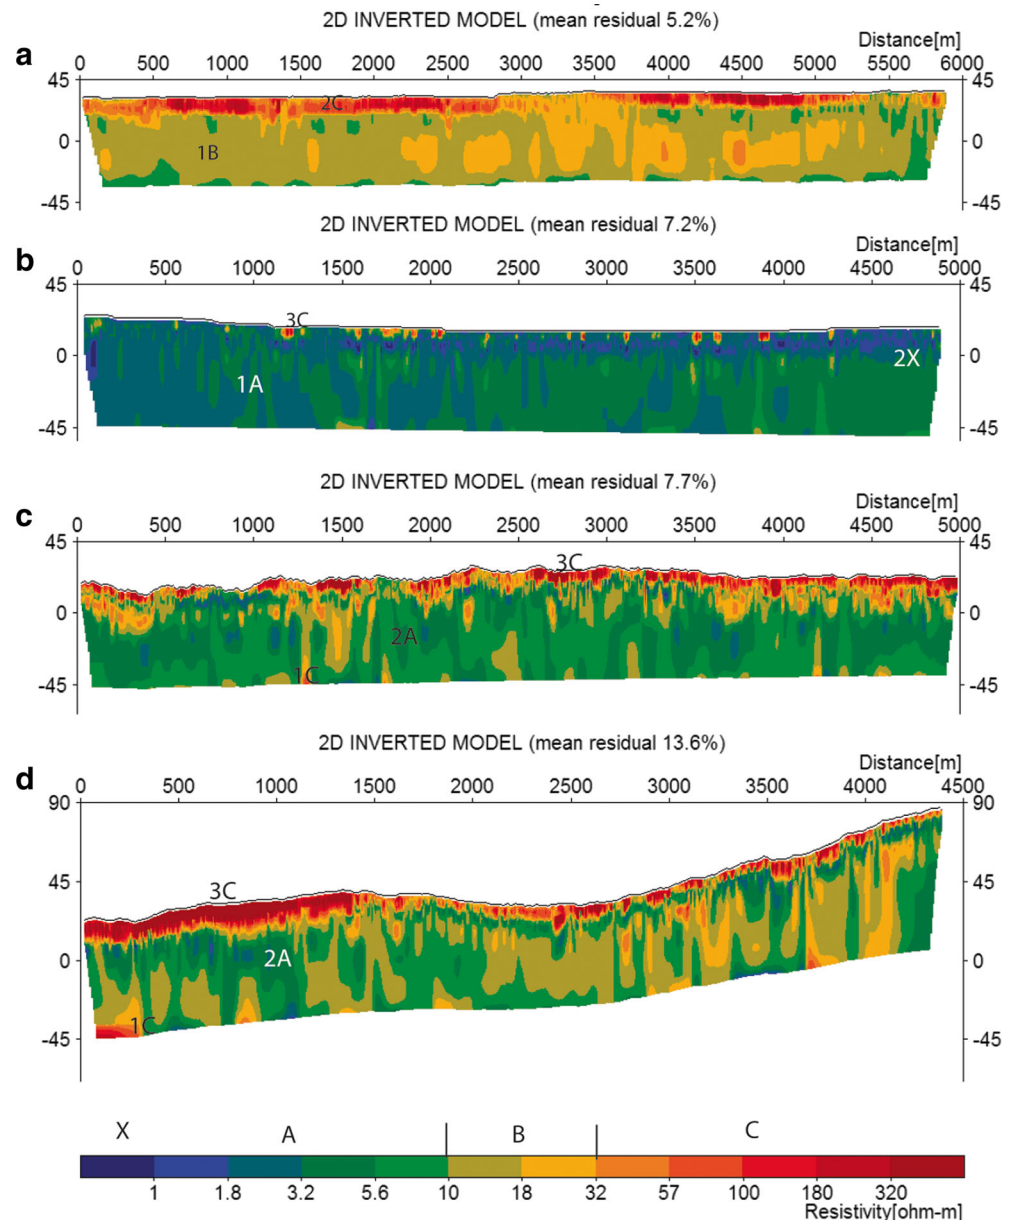 2D INVERTED MODEL (mean residual 5.2%)
a
Distance[m]
0 500 1000 1500 2000 2500 3000 3500 4000 4500 5000 5500 6000
45 45
2C
0 0
1B
-45 -45
2D INVERTED MODEL (mean residual 7.2%)
b
Distance[m]
0 500 1000 1500 2000 2500 3000 3500 4000 4500 5000
45 45
3C
0 0
2X
1A
-45 -45
2D INVERTED MODEL (mean residual 7.7%)
c
Distance[m]
0 500 1000 1500 2000 2500 3000 3500 4000 4500 5000
45 45
3C
0 0
2A
1C
-45 -45
2D INVERTED MODEL (mean residual 13.6%)
d
Distance[m]
0 500 1000 1500 2000 2500 3000 3500 4000 4500
90 90
45 45
3C
0 0
2A
1C
-45 -45
X A B C
1 1.8 3.2 5.6 10 18 32 57 100 180 320
Resistivity[ohm-m]